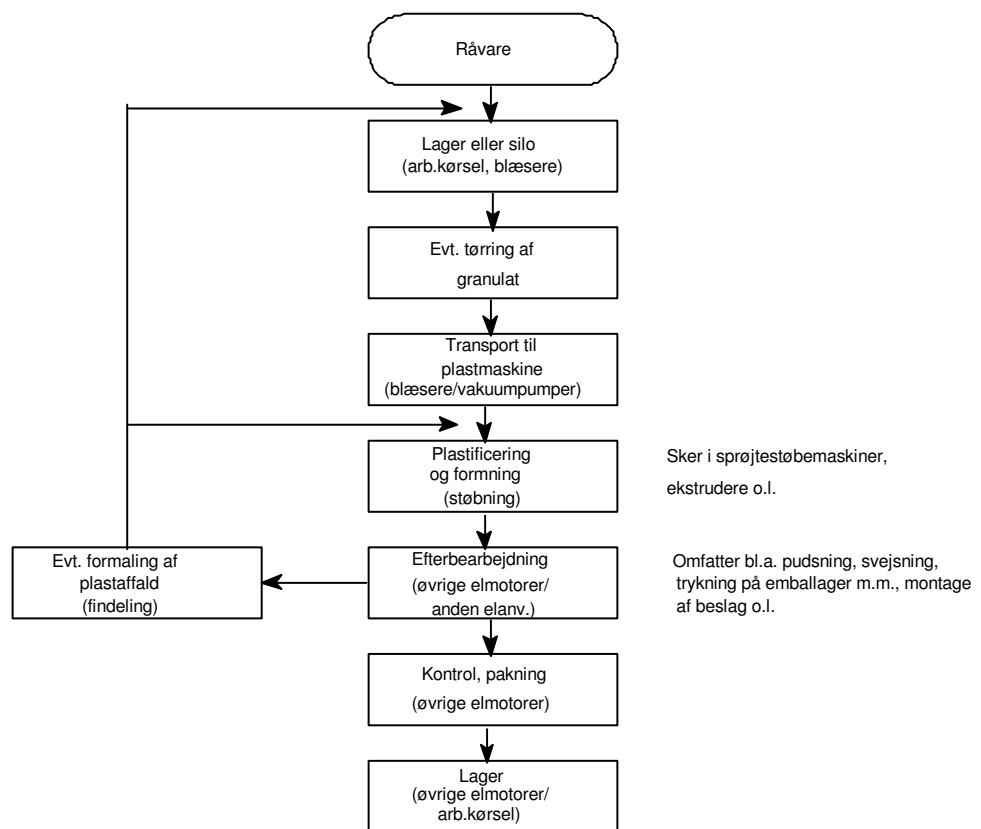 Råvare
Lager eller silo
(arb.kørsel, blæsere)
Evt. tørring af
granulat
Transport til
plastmaskine
(blæsere/vakuumpumper)
Plastificering
og formning
(støbning)
Sker i sprøjtestøbemaskiner,
ekstrudere o.l.
Evt. formaling af
plastaffald
(findeling)
Efterbearbejdning
(øvrige elmotorer/
anden elanv.)
Omfatter bl.a. pudsning, svejsning,
trykning på emballager m.m., montage
af beslag o.l.
Kontrol, pakning
(øvrige elmotorer)
Lager
(øvrige elmotorer/
arb.kørsel)